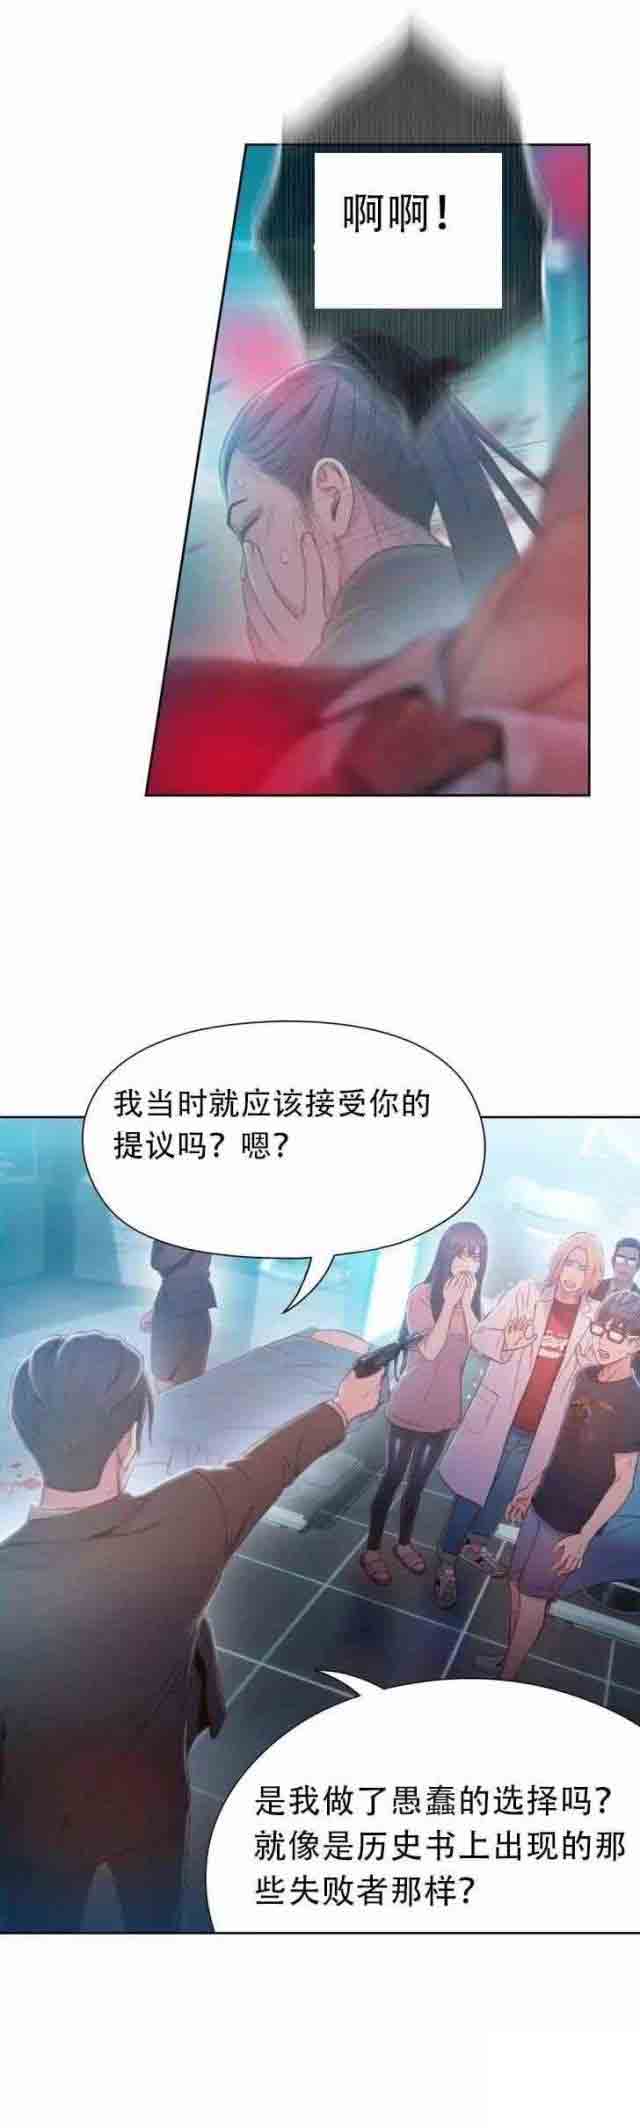 啊啊！
我当时就应该接受你的
提议吗？嗯？
是我做了愚蠢的选择吗？
就像是历史书上出现的那
些失败者那样？